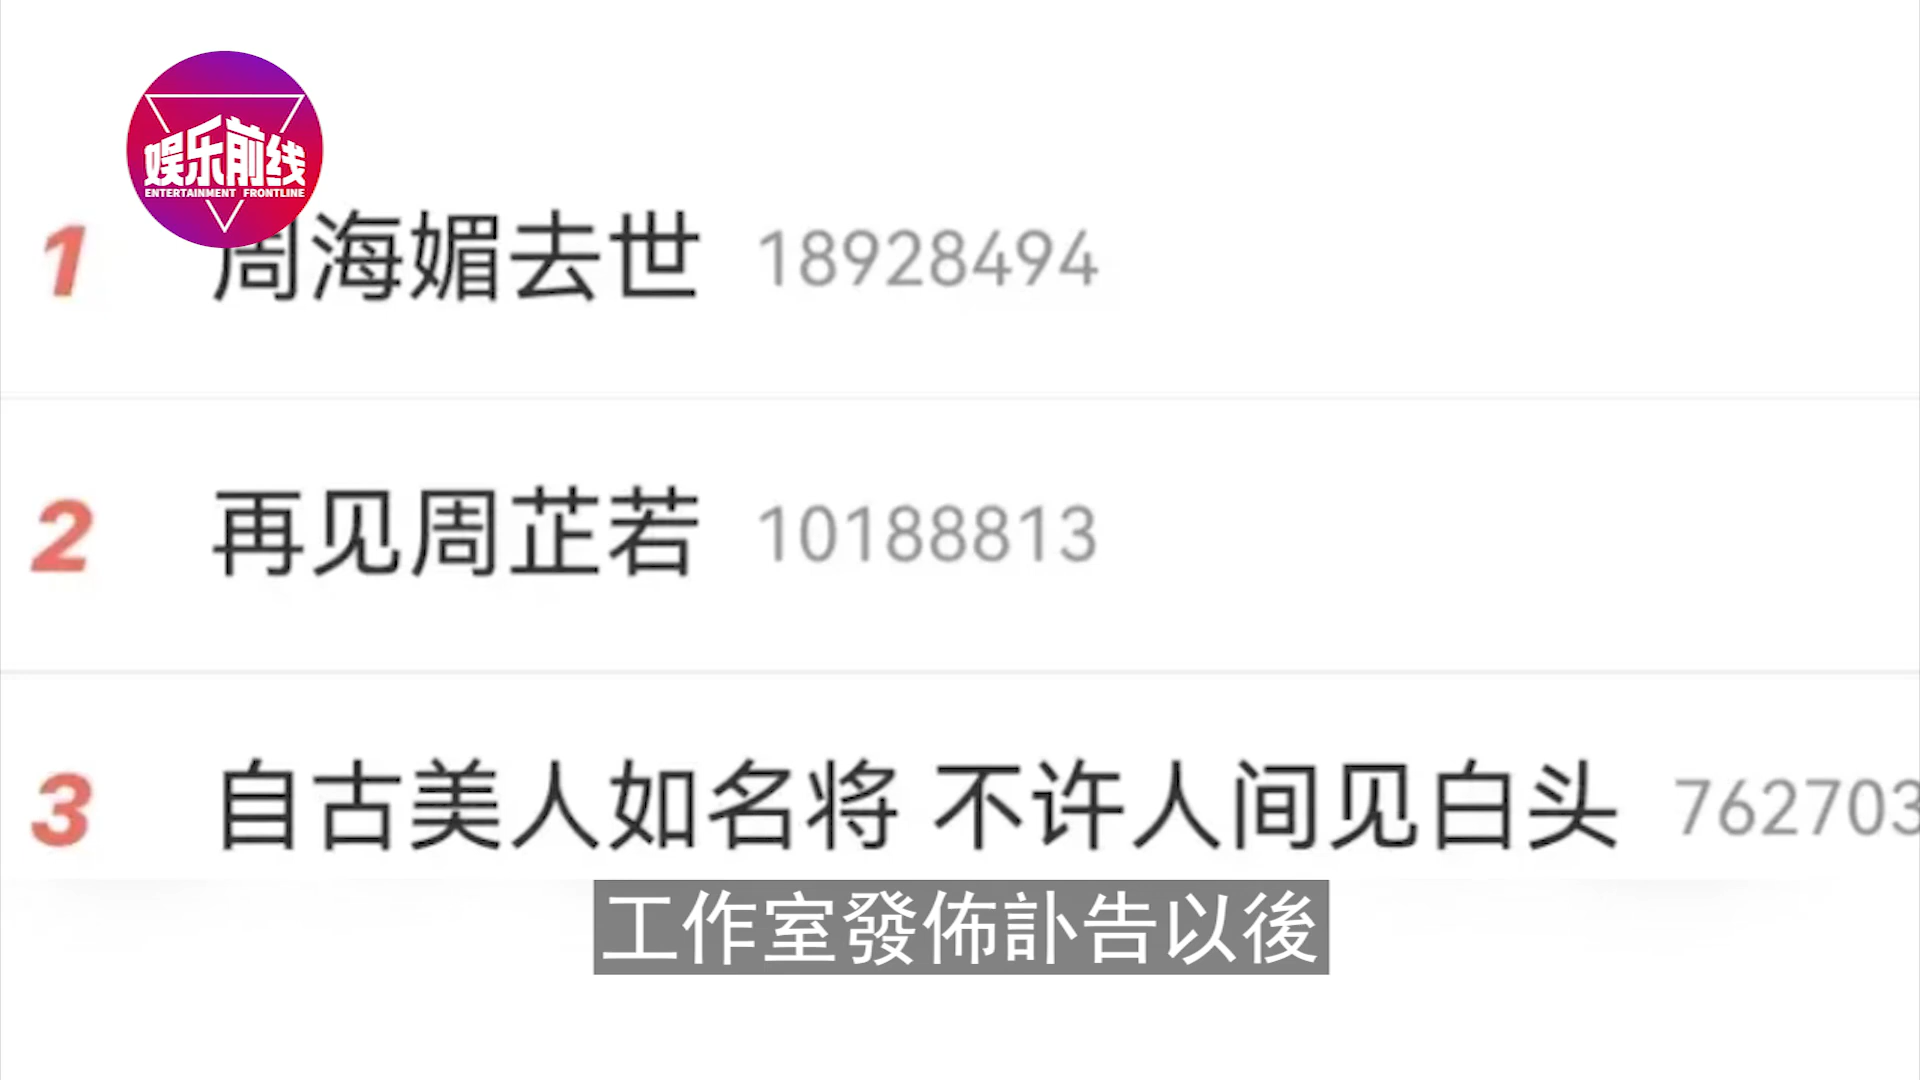 娱乐前线
ENTERTAINMENT FRONTLINE
1 周海媚去世 18928494
2 再见周芷若 10188813
3 自古美人如名将 不许人间见白头 762703
工作室發佈訃告以後